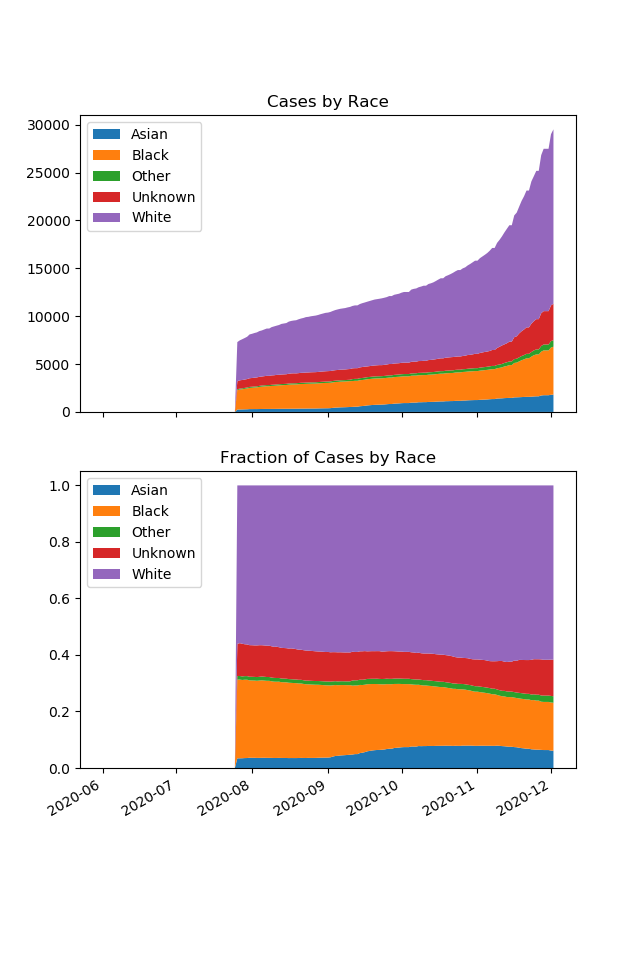 Cases by Race
30000
25000
20000
15000
10000
5000
0
Asian
Black
Other
Unknown
White
Fraction of Cases by Race
1.0
0.8
0.6
0.4
0.2
0.0
Asian
Black
Other
Unknown
White
2020-06
2020-07
2020-08
2020-09
2020-10
2020-11
2020-12